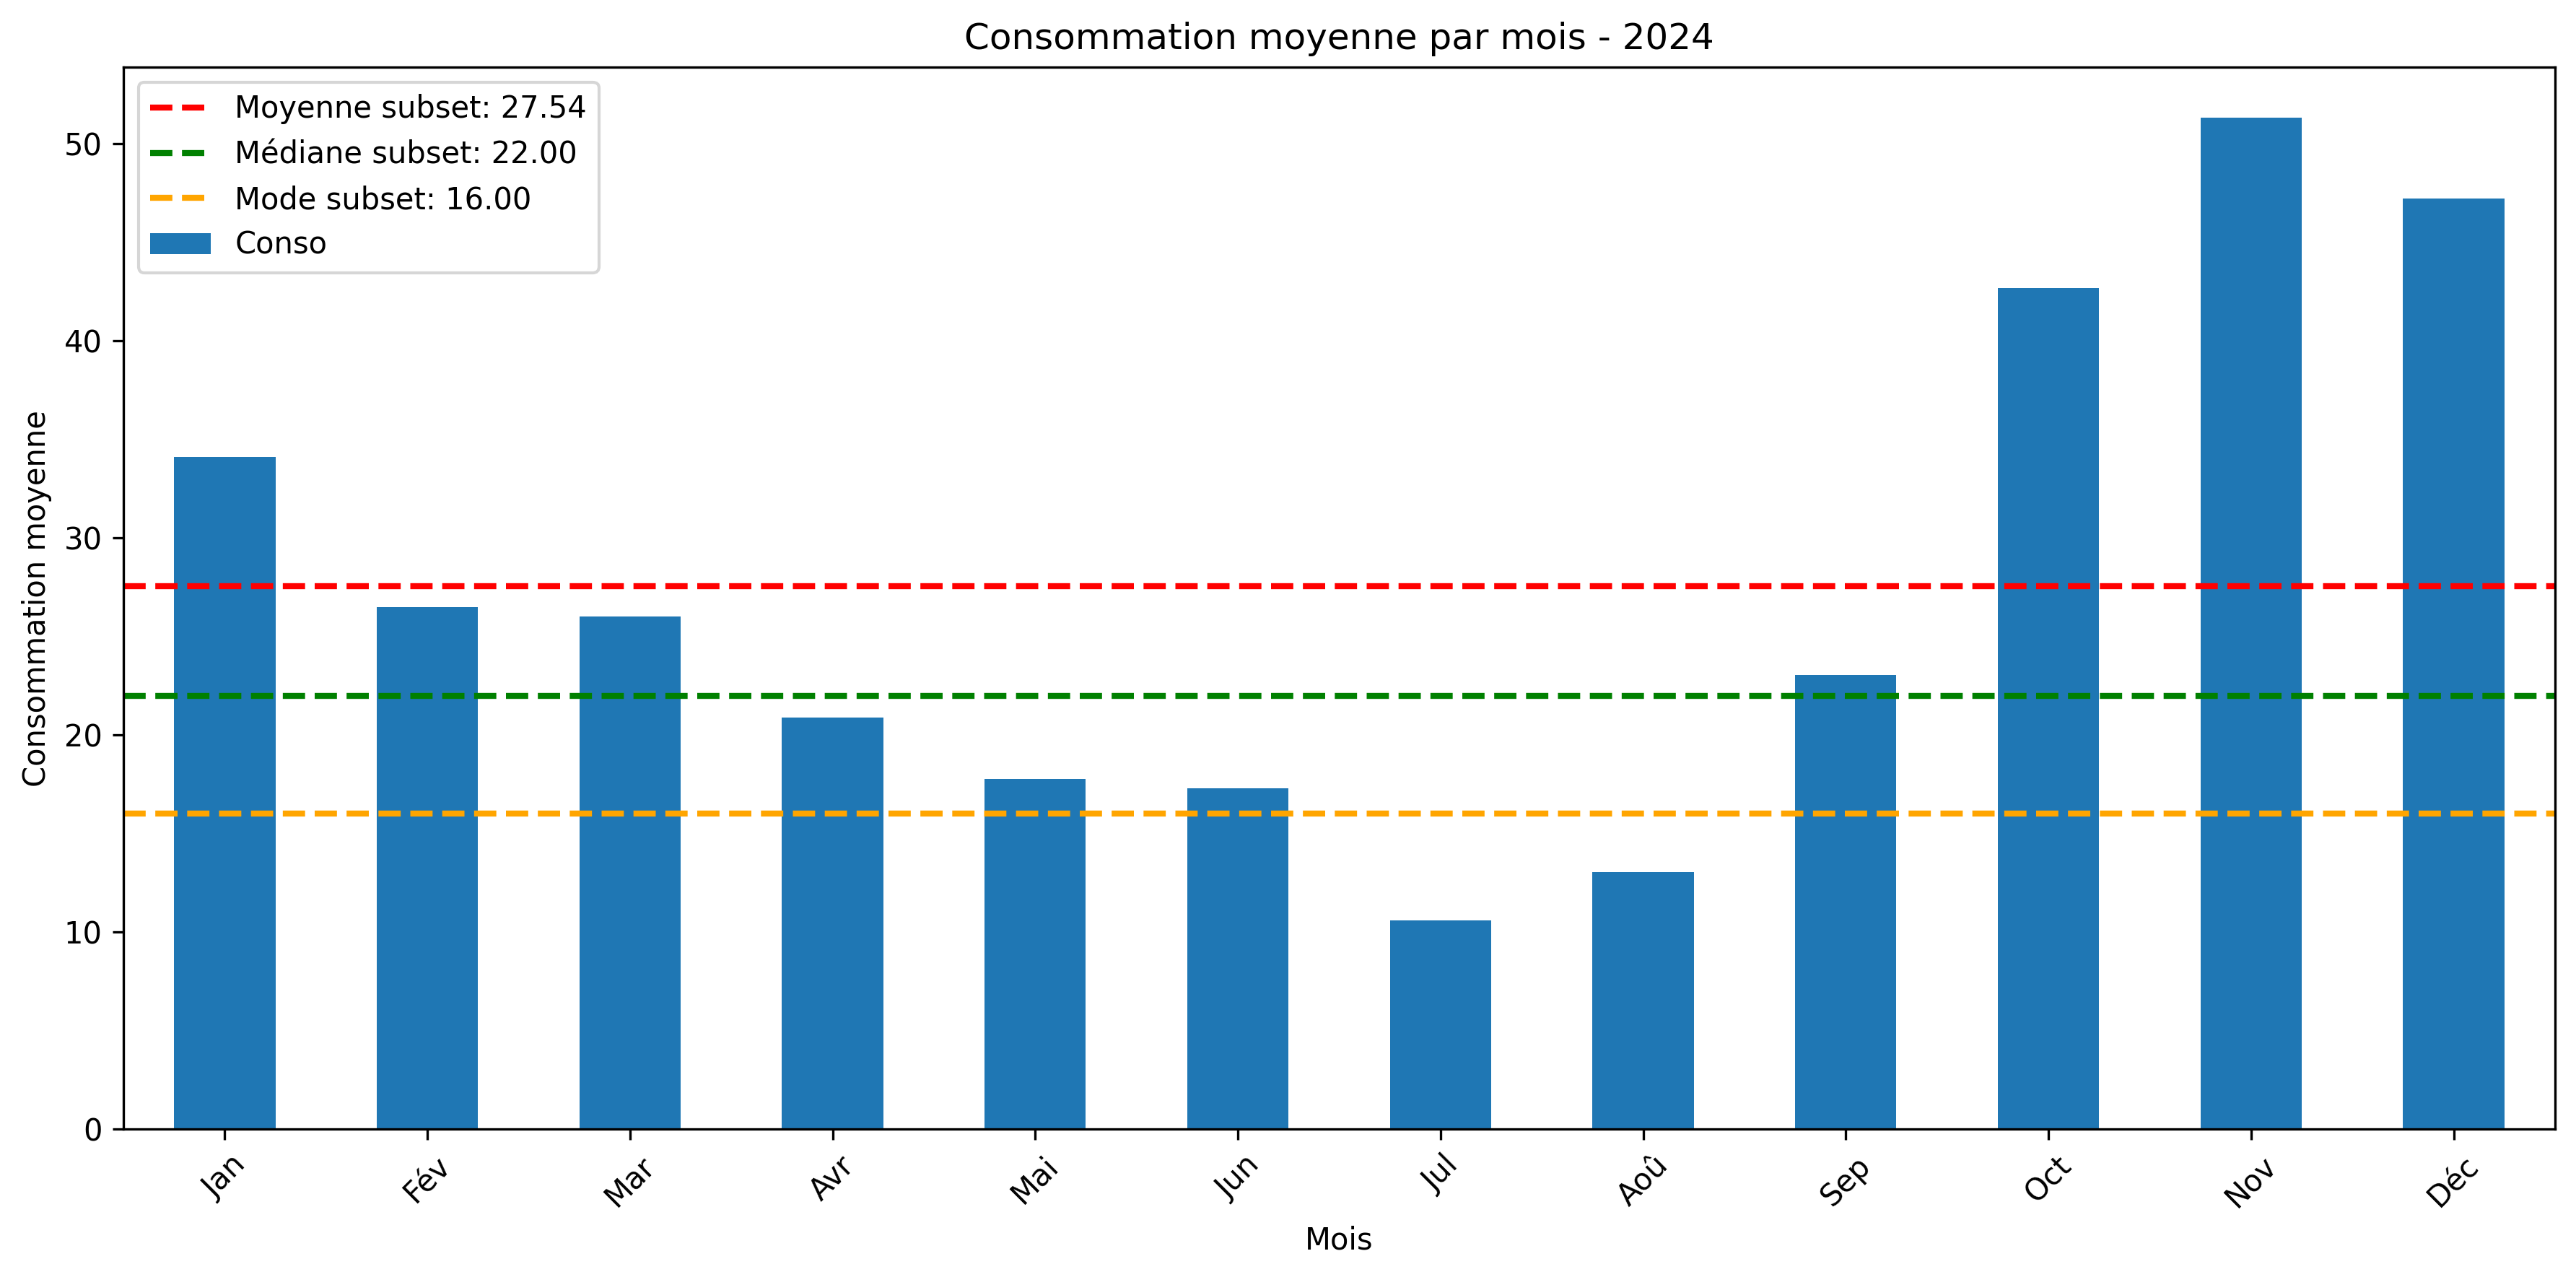 Consommation moyenne par mois - 2024
Moyenne subset: 27.54
Médiane subset: 22.00
Mode subset: 16.00
Conso
Consommation moyenne
50
40
30
20
10
0
Jan
Fév
Mar
Avr
Mai
Jun
Jul
Aoû
Sep
Oct
Nov
Déc
Mois